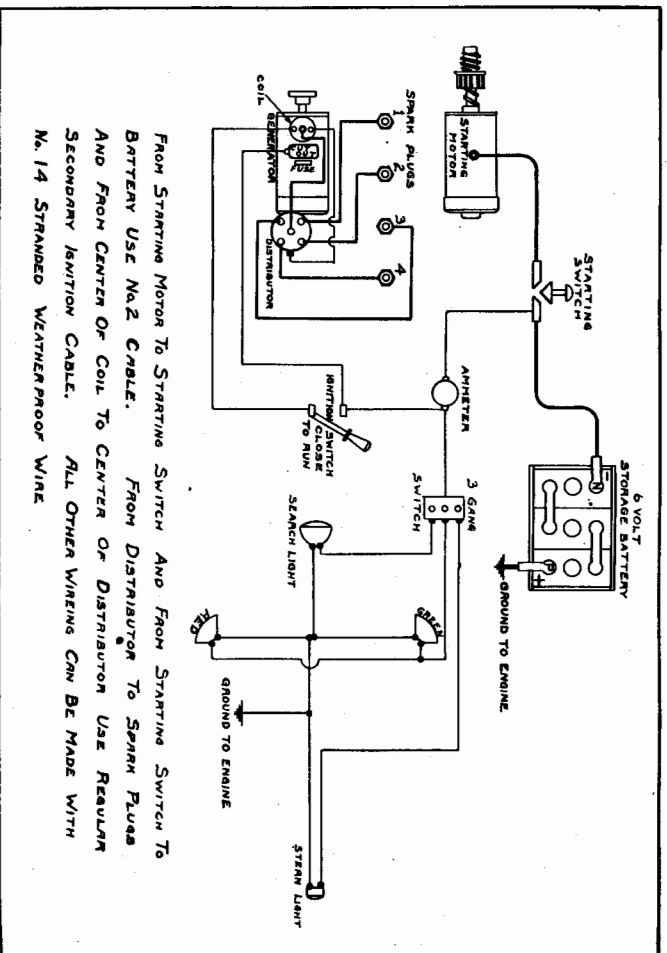 STARTING
MOTOR
STARTING
SWITCH
6 VOLT
STORAGE BATTERY
-
N
P
+
GROUND TO ENGINE
SPARK PLUGS
1
2
3
4
COIL
GENERATOR
CUT
OUT
FUSE
DISTRIBUTOR
AMMETER
IGNITION SWITCH
CLOSE
TO RUN
3 GANG
SWITCH
SEARCH LIGHT
RED
GREEN
GROUND TO ENGINE
STERN LIGHT
FROM STARTING MOTOR TO STARTING SWITCH AND FROM STARTING SWITCH TO
BATTERY USE NO.2 CABLE. FROM DISTRIBUTOR TO SPARK PLUGS
AND FROM CENTER OF COIL TO CENTER OF DISTRIBUTOR USE REGULAR
SECONDARY IGNITION CABLE. ALL OTHER WIREING CAN BE MADE WITH
NO. 14 STRANDED WEATHERPROOF WIRE